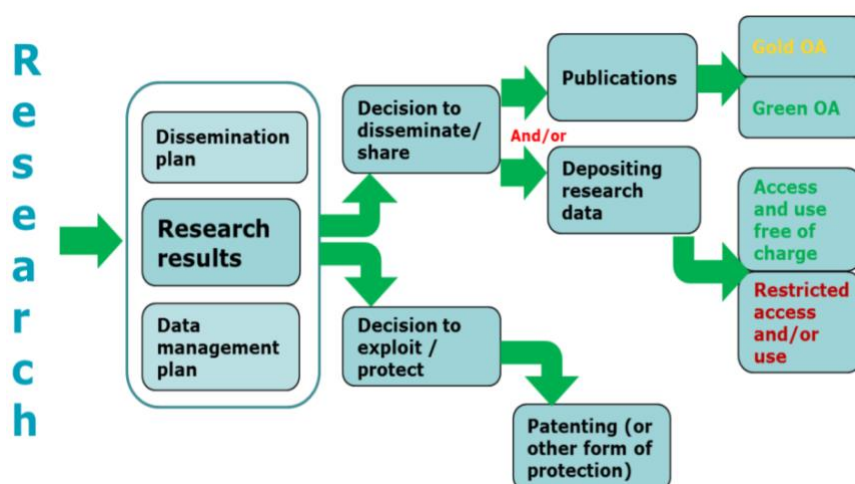 Research
Dissemination
plan
Research
results
Data
management
plan
Decision to
disseminate/
share
Decision to
exploit /
protect
And/or
Publications
Depositing
research
data
Patenting (or
other form of
protection)
Gold OA
Green OA
Access
and use
free of
charge
Restricted
access
and/or
use